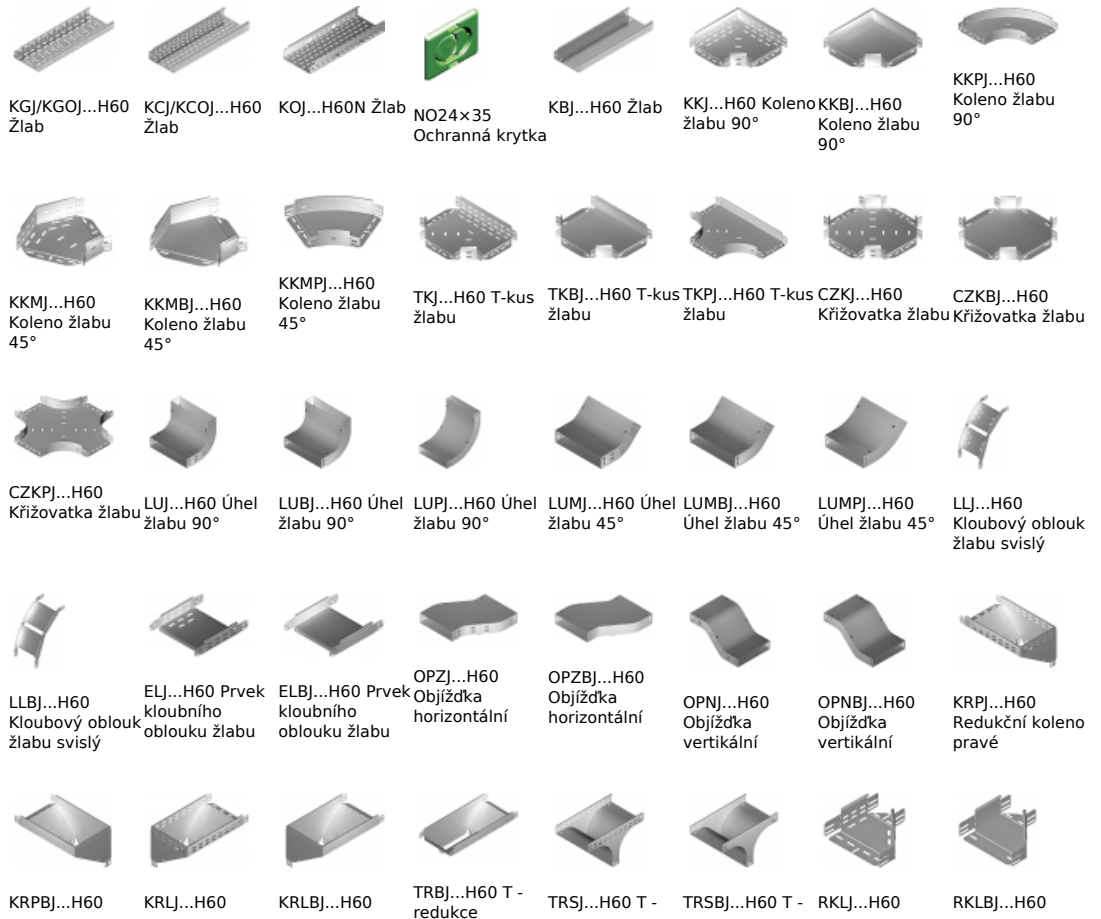 KGJ/KGOJ...H60
Žlab
KCJ/KCOJ...H60
Žlab
KOJ...H60N Žlab
NO24×35
Ochranná krytka
KBJ...H60 Žlab
KKJ...H60 Koleno
žlabu 90°
KKBJ...H60
Koleno žlabu
90°
KKPJ...H60
Koleno žlabu
90°
KKMJ...H60
Koleno žlabu
45°
KKMBJ...H60
Koleno žlabu
45°
KKMPJ...H60
Koleno žlabu
45°
TKJ...H60 T-kus
žlabu
TKBJ...H60 T-kus
žlabu
TKPJ...H60 T-kus
žlabu
CZKJ...H60
Křižovatka žlabu
CZKBJ...H60
Křižovatka žlabu
CZKPJ...H60
Křižovatka žlabu
LUJ...H60 Úhel
žlabu 90°
LUBJ...H60 Úhel
žlabu 90°
LUPJ...H60 Úhel
žlabu 90°
LUMJ...H60 Úhel
žlabu 45°
LUMBJ...H60
Úhel žlabu 45°
LUMPJ...H60
Úhel žlabu 45°
LLJ...H60
Kloubový oblouk
žlabu svislý
LLBJ...H60
Kloubový oblouk
žlabu svislý
ELJ...H60 Prvek
kloubního
oblouku žlabu
ELBJ...H60 Prvek
kloubního
oblouku žlabu
OPZJ...H60
Objížďka
horizontální
OPZBJ...H60
Objížďka
horizontální
OPNJ...H60
Objížďka
vertikální
OPNBJ...H60
Objížďka
vertikální
KRPJ...H60
Redukční koleno
pravé
KRPBJ...H60
KRLJ...H60
KRLBJ...H60
TRBJ...H60 T -
redukce
TRSJ...H60 T -
TRSBJ...H60 T -
RKLJ...H60
RKLBJ...H60